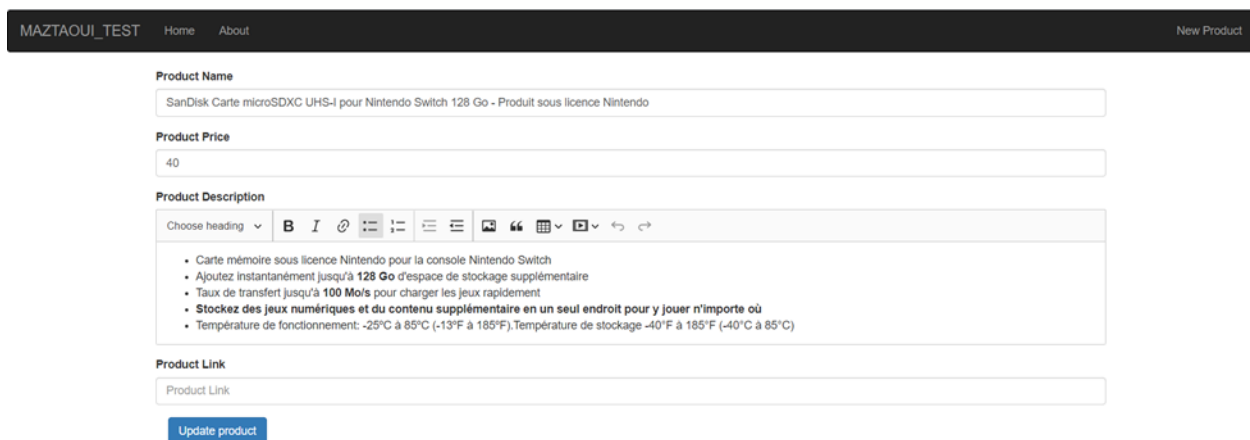 MAZTAOUI_TEST Home About New Product
Product Name
SanDisk Carte microSDXC UHS-I pour Nintendo Switch 128 Go - Produit sous licence Nintendo
Product Price
40
Product Description
Choose heading B I
Carte mémoire sous licence Nintendo pour la console Nintendo Switch
Ajoutez instantanément jusqu'à 128 Go d'espace de stockage supplémentaire
Taux de transfert jusqu'à 100 Mo/s pour charger les jeux rapidement
Stockez des jeux numériques et du contenu supplémentaire en un seul endroit pour y jouer n'importe où
Température de fonctionnement: -25ºC à 85ºC (-13ºF à 185ºF).Température de stockage -40°F à 185°F (-40°C à 85°C)
Product Link
Product Link
Update product